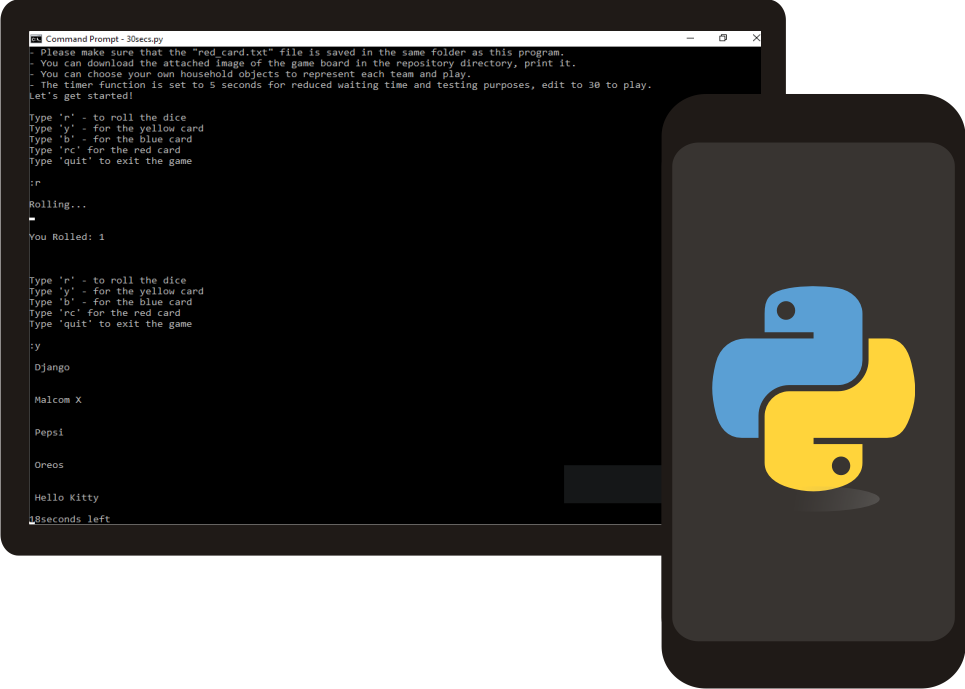 Command Prompt - 30secs.py
- Please make sure that the "red_card.txt" file is saved in the same folder as this program.
- You can download the attached image of the game board in the repository directory, print it.
- You can choose your own household objects to represent each team and play.
- The timer function is set to 5 seconds for reduced waiting time and testing purposes, edit to 30 to play.
Let's get started!
Type 'r' - to roll the dice
Type 'y' - for the yellow card
Type 'b' - for the blue card
Type 'rc' for the red card
Type 'quit' to exit the game
:r
Rolling...
You Rolled: 1
Type 'r' - to roll the dice
Type 'y' - for the yellow card
Type 'b' - for the blue card
Type 'rc' for the red card
Type 'quit' to exit the game
:y
Django
Malcom X
Pepsi
Oreos
Hello Kitty
18seconds left